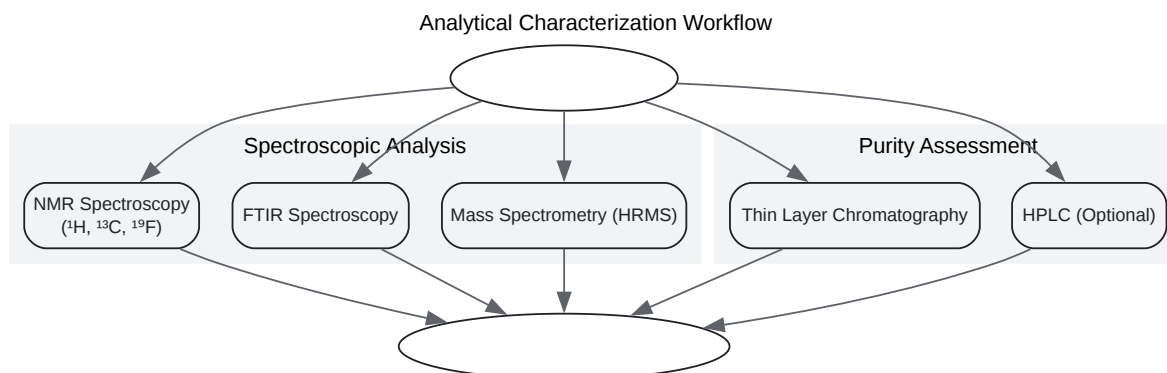 Analytical Characterization Workflow
Spectroscopic Analysis
Purity Assessment
NMR Spectroscopy
(¹H, ¹³C, ¹⁹F)
FTIR Spectroscopy
Mass Spectrometry (HRMS)
Thin Layer Chromatography
HPLC (Optional)